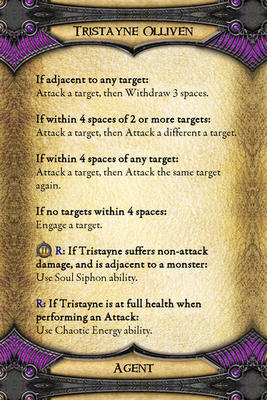 Tristayne Olliven
If adjacent to any target:
Attack a target, then Withdraw 3 spaces.
If within 4 spaces of 2 or more targets:
Attack a target, then Attack a different a target.
If within 4 spaces of any target:
Attack a target, then Attack the same target
again.
If no targets within 4 spaces:
Engage a target.
R: If Tristayne suffers non-attack
damage, and is adjacent to a monster:
Use Soul Siphon ability.
R: If Tristayne is at full health when
performing an Attack:
Use Chaotic Energy ability.
Agent